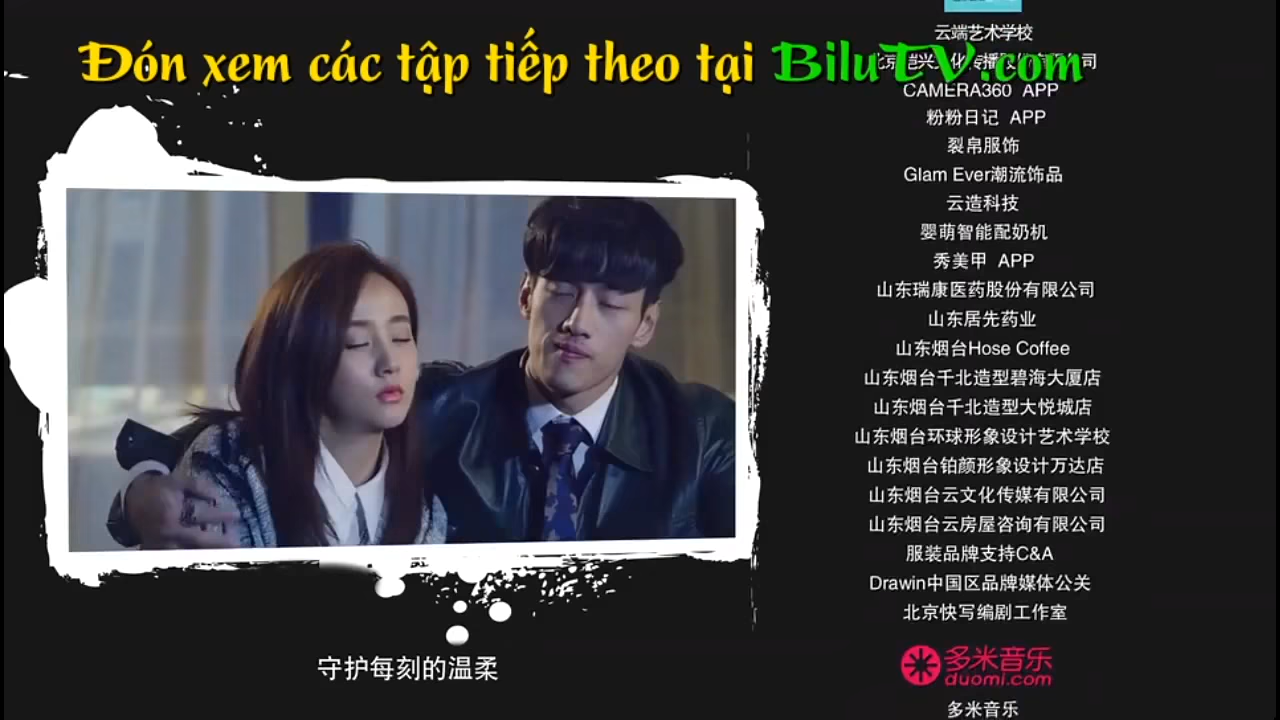 Đón xem các tập tiếp theo tại BiluTV.com
云端艺术学校
CAMERA360 APP
粉粉日记 APP
裂帛服饰
Glam Ever潮流饰品
云造科技
婴萌智能配奶机
秀美甲 APP
山东瑞康医药股份有限公司
山东居先药业
山东烟台Hose Coffee
山东烟台千北造型碧海大厦店
山东烟台千北造型大悦城店
山东烟台环球形象设计艺术学校
山东烟台铂颜形象设计万达店
山东烟台云文化传媒有限公司
山东烟台云房屋咨询有限公司
服装品牌支持C&A
Drawin中国区品牌媒体公关
北京快写编剧工作室
多米音乐
duomi.com
多米音乐
守护每刻的温柔